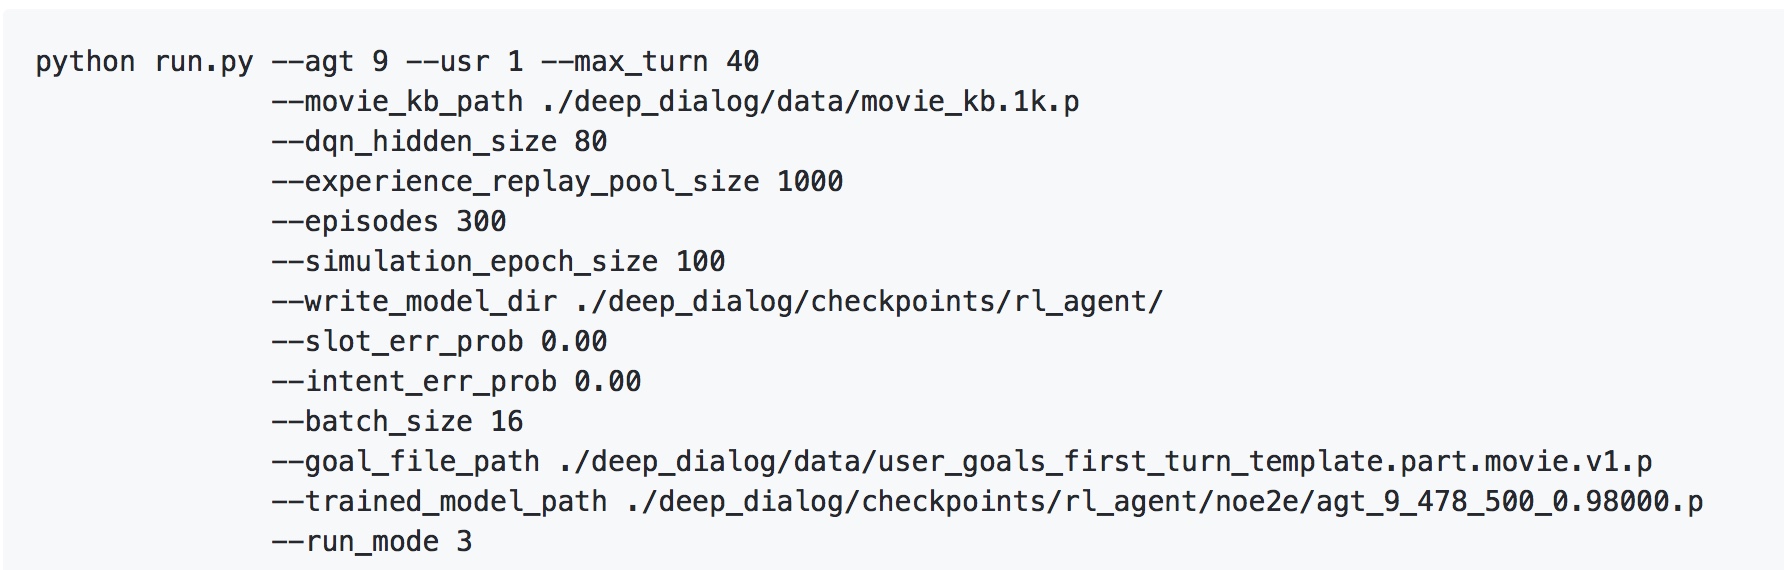 python run.py --agt 9 --usr 1 --max_turn 40
--movie_kb_path ./deep_dialog/data/movie_kb.1k.p
--dqn_hidden_size 80
--experience_replay_pool_size 1000
--episodes 300
--simulation_epoch_size 100
--write_model_dir ./deep_dialog/checkpoints/rl_agent/
--slot_err_prob 0.00
--intent_err_prob 0.00
--batch_size 16
--goal_file_path ./deep_dialog/data/user_goals_first_turn_template.part.movie.v1.p
--trained_model_path ./deep_dialog/checkpoints/rl_agent/noe2e/agt_9_478_500_0.98000.p
--run_mode 3